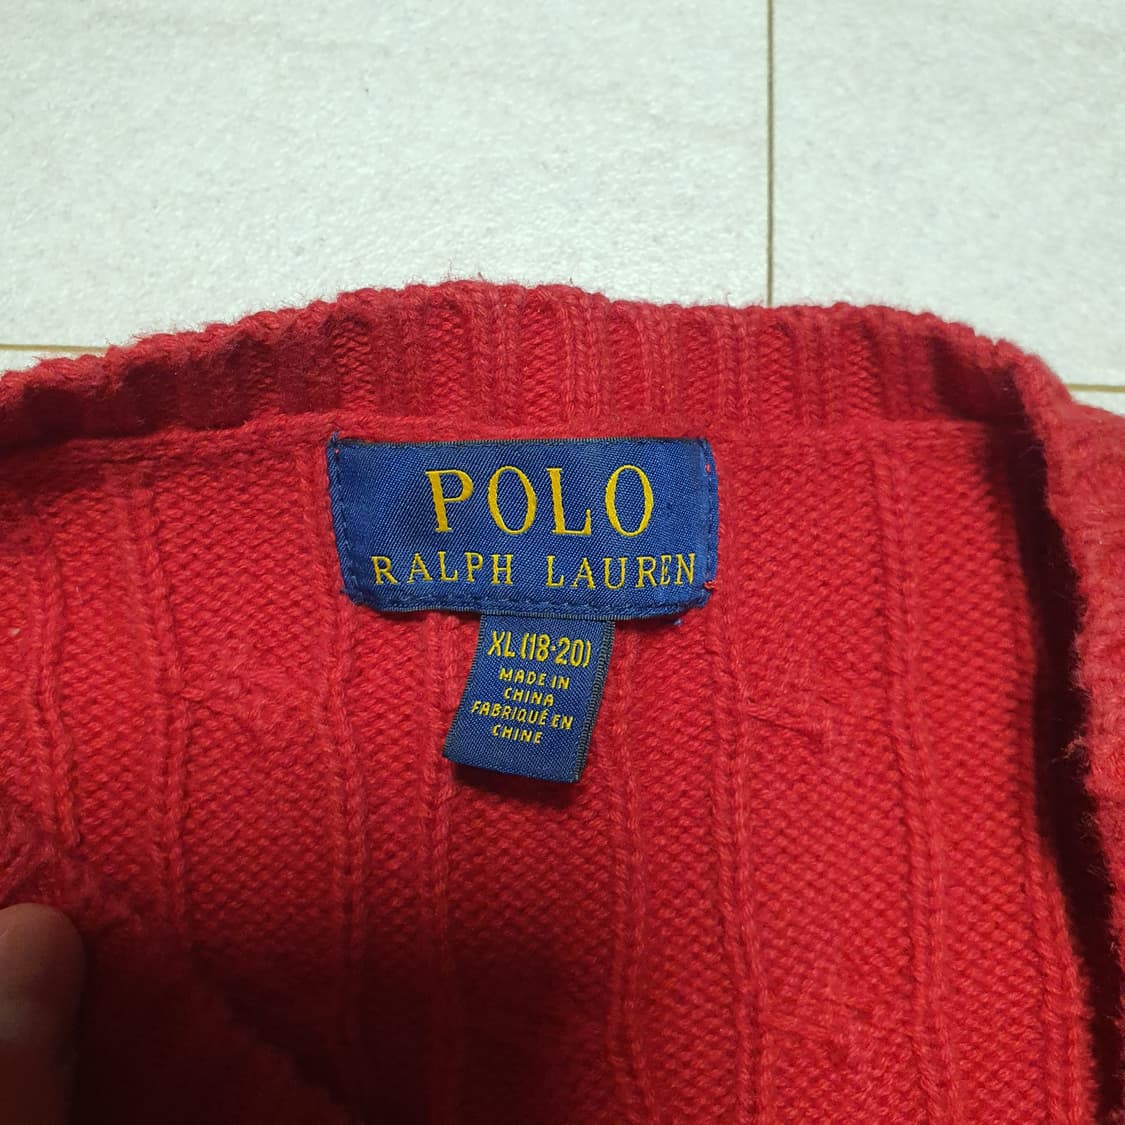 POLO
RALPH LAUREN
XL (18-20)
MADE IN
CHINA
FABRIQUÉ EN
CHINE